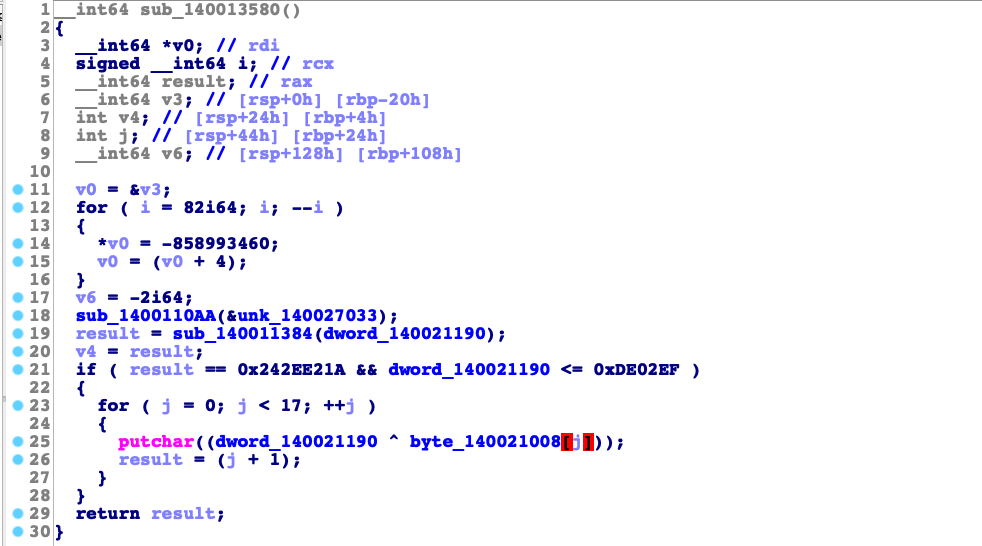 1 __int64 sub_140013580()
2 {
3 __int64 *v0; // rdi
4 signed __int64 i; // rcx
5 __int64 result; // rax
6 __int64 v3; // [rsp+0h] [rbp-20h]
7 int v4; // [rsp+24h] [rbp+4h]
8 int j; // [rsp+44h] [rbp+24h]
9 __int64 v6; // [rsp+128h] [rbp+108h]
10
11 v0 = &v3;
12 for ( i = 82i64; i; --i )
13 {
14 *v0 = -858993460;
15 v0 = (v0 + 4);
16 }
17 v6 = -2i64;
18 sub_1400110AA(&unk_140027033);
19 result = sub_140011384(dword_140021190);
20 v4 = result;
21 if ( result == 0x242EE21A && dword_140021190 <= 0xDE02EF )
22 {
23 for ( j = 0; j < 17; ++j )
24 {
25 putchar((dword_140021190 ^ byte_140021008[j]));
26 result = (j + 1);
27 }
28 }
29 return result;
30 }